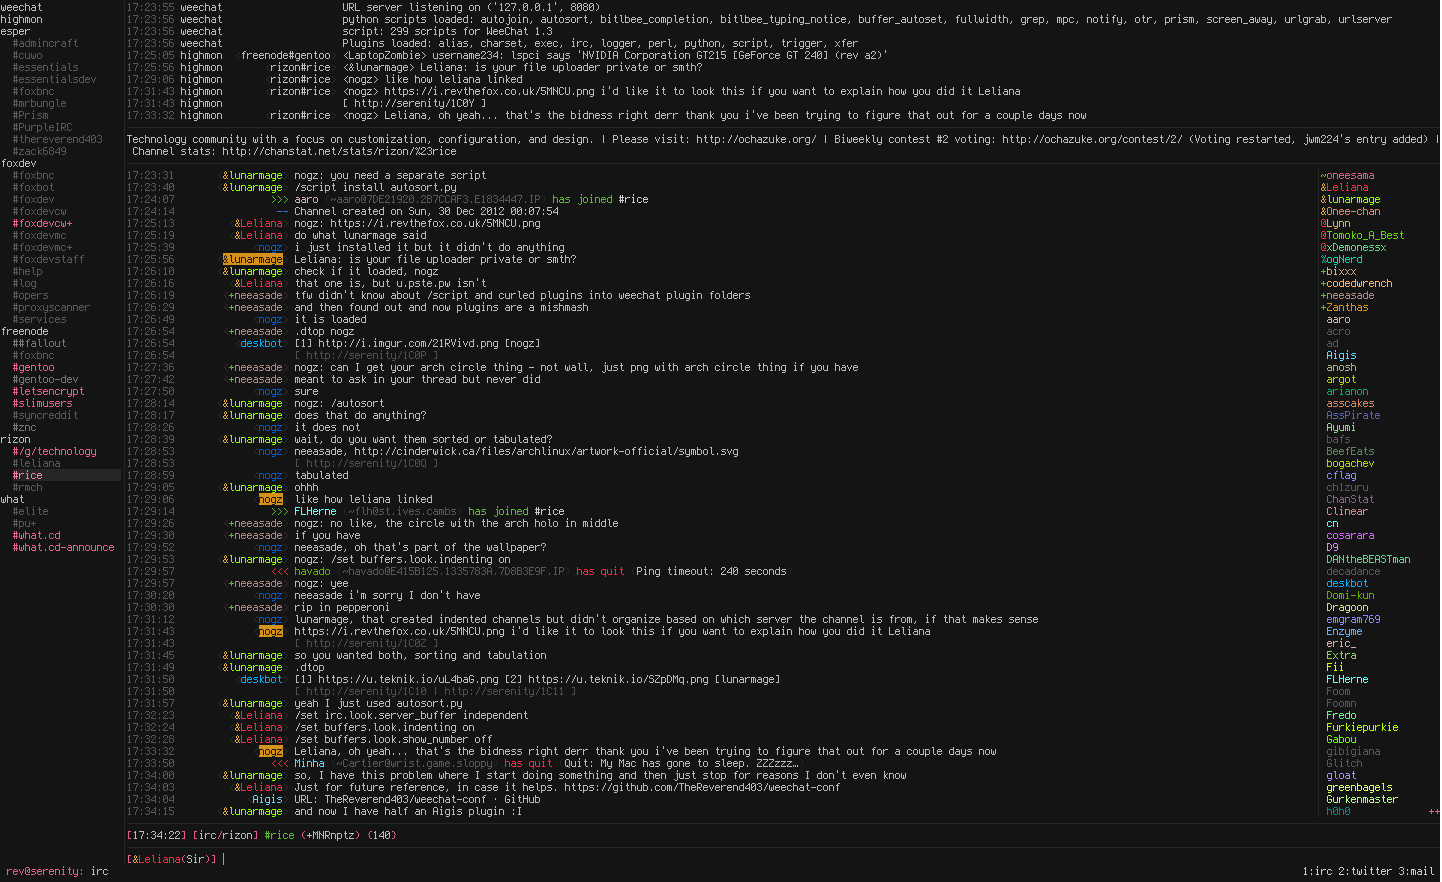 weechat
highmon
esper
#admincraft
#cuwo
#essentials
#essentialsdev
#foxbnc
#mrbungle
#Prism
#PurpleIRC
#thereverend403
#zack6849
foxdev
#foxbnc
#foxbot
#foxdev
#foxdevcw
#foxdevcw+
#foxdevmc
#foxdevmc+
#foxdevstaff
#help
#log
#opers
#proxyscanner
#services
freenode
##fallout
#foxbnc
#gentoo
#gentoo-dev
#letsencrypt
#slimusers
#syncreddit
#znc
rizon
#/g/technology
#leliana
#rice
#rmch
what
#elite
#pu+
#what.cd
#what.cd-announce
17:23:55 weechat URL server listening on ('127.0.0.1', 8080)
17:23:56 weechat python scripts loaded: autojoin, autosort, bitlbee_completion, bitlbee_typing_notice, buffer_autoset, fullwidth, grep, mpc, notify, otr, prism, screen_away, urlgrab, urlserver
17:23:56 weechat script: 299 scripts for WeeChat 1.3
17:23:56 weechat Plugins loaded: alias, charset, exec, irc, logger, perl, python, script, trigger, xfer
17:25:05 highmon <freenode#gentoo> <LaptopZombie> username234: lspci says 'NVIDIA Corporation GT215 [GeForce GT 240] (rev a2)'
17:25:56 highmon <rizon#rice> <&lunarmage> Leliana: is your file uploader private or smth?
17:29:06 highmon <rizon#rice> <nogz> like how leliana linked
17:31:43 highmon <rizon#rice> <nogz> https://i.revthefox.co.uk/5MNCU.png i'd like it to look this if you want to explain how you did it Leliana
17:31:43 highmon [ http://serenity/1C0Y ]
17:33:32 highmon <rizon#rice> <nogz> Leliana, oh yeah... that's the bidness right derr thank you i've been trying to figure that out for a couple days now
Technology community with a focus on customization, configuration, and design. | Please visit: http://ochazuke.org/ | Biweekly contest #2 voting: http://ochazuke.org/contest/2/ (Voting restarted, jwm224's entry added) |
Channel stats: http://chanstat.net/stats/rizon/%23rice
17:23:31 <&lunarmage> nogz: you need a separate script
17:23:40 <&lunarmage> /script install autosort.py
17:24:07 >>> aaro (~aaro@7DE21920.2B7CCAF3.E1834447.IP) has joined #rice
17:24:14 -- Channel created on Sun, 30 Dec 2012 00:07:54
17:25:13 <&Leliana> nogz: https://i.revthefox.co.uk/5MNCU.png
17:25:19 <&Leliana> do what lunarmage said
17:25:39 <nogz> i just installed it but it didn't do anything
17:25:56 <&lunarmage> Leliana: is your file uploader private or smth?
17:26:10 <&lunarmage> check if it loaded, nogz
17:26:16 <&Leliana> that one is, but u.pste.pw isn't
17:26:19 <+neeasade> tfw didn't know about /script and curled plugins into weechat plugin folders
17:26:29 <+neeasade> and then found out and now plugins are a mishmash
17:26:49 <nogz> it is loaded
17:26:54 <+neeasade> .dtop nogz
17:26:54 <deskbot> [1] http://i.imgur.com/21RVivd.png [nogz]
17:26:54 [ http://serenity/1C0P ]
17:27:36 <+neeasade> nogz: can I get your arch circle thing - not wall, just png with arch circle thing if you have
17:27:42 <+neeasade> meant to ask in your thread but never did
17:27:50 <nogz> sure
17:28:14 <&lunarmage> nogz: /autosort
17:28:17 <&lunarmage> does that do anything?
17:28:26 <nogz> it does not
17:28:39 <&lunarmage> wait, do you want them sorted or tabulated?
17:28:53 <nogz> neeasade, http://cinderwick.ca/files/archlinux/artwork-official/symbol.svg
17:28:53 [ http://serenity/1C0Q ]
17:28:59 <nogz> tabulated
17:29:05 <&lunarmage> ohhh
17:29:06 <nogz> like how leliana linked
17:29:14 >>> FLHerne (~flh@st.ives.cambs) has joined #rice
17:29:24 <+neeasade> nogz: no like, the circle with the arch holo in middle
17:29:30 <+neeasade> if you have
17:29:52 <nogz> neeasade, oh that's part of the wallpaper?
17:29:53 <&lunarmage> nogz: /set buffers.look.indenting on
17:29:57 <<< havado (~havado@E415B125.1335783A.7D8B3E9F.IP) has quit (Ping timeout: 240 seconds)
17:29:57 <+neeasade> nogz: yee
17:30:20 <nogz> neeasade i'm sorry I don't have
17:30:30 <+neeasade> rip in pepperoni
17:31:12 <nogz> lunarmage, that created indented channels but didn't organize based on which server the channel is from, if that makes sense
17:31:43 <nogz> https://i.revthefox.co.uk/5MNCU.png i'd like it to look this if you want to explain how you did it Leliana
17:31:43 [ http://serenity/1C0Z ]
17:31:45 <&lunarmage> so you wanted both, sorting and tabulation
17:31:49 <&lunarmage> .dtop
17:31:50 <deskbot> [1] https://u.teknik.io/uL4baG.png [2] https://u.teknik.io/SZpDMq.png [lunarmage]
17:31:50 [ http://serenity/1C10 | http://serenity/1C11 ]
17:31:57 <&lunarmage> yeah I just used autosort.py
17:32:23 <&Leliana> /set irc.look.server_buffer independent
17:32:24 <&Leliana> /set buffers.look.indenting on
17:32:28 <&Leliana> /set buffers.look.show_number off
17:33:32 <nogz> Leliana, oh yeah... that's the bidness right derr thank you i've been trying to figure that out for a couple days now
17:33:50 <<< Minha (~Cartier@wrist.game.sloppy) has quit (Quit: My Mac has gone to sleep. ZZZzzz…)
17:34:00 <&lunarmage> so, I have this problem where I start doing something and then just stop for reasons I don't even know
17:34:03 <&Leliana> Just for future reference, in case it helps. https://github.com/TheReverend403/weechat-conf
17:34:04 <Aigis> URL: TheReverend403/weechat-conf · GitHub
17:34:15 <&lunarmage> and now I have half an Aigis plugin :I
~oneesama
&Leliana
&lunarmage
&Onee-chan
@Lynn
@Tomoko_A_Best
@xDemonessx
%ogNerd
+bixxx
+codedwrench
+neeasade
+Zanthas
aaro
acro
ad
Aigis
anosh
argot
arianon
asscakes
AssPirate
Ayumi
bafs
BeefEats
bogachev
cflag
ch1zuru
ChanStat
Clinear
cn
cosarara
D9
DANtheBEASTman
decadance
deskbot
Domi-kun
Dragoon
emgram769
Enzyme
eric_
Extra
Fii
FLHerne
Foom
Foomn
Fredo
Furkiepurkie
Gabou
gibigiana
Glitch
gloat
greenbagels
Gurkenmaster
h0h0 ++
[17:34:22] [irc/rizon] #rice (+MNRnptz) (140)
[&Leliana(Sir)]
rev@serenity: irc 1:irc 2:twitter 3:mail